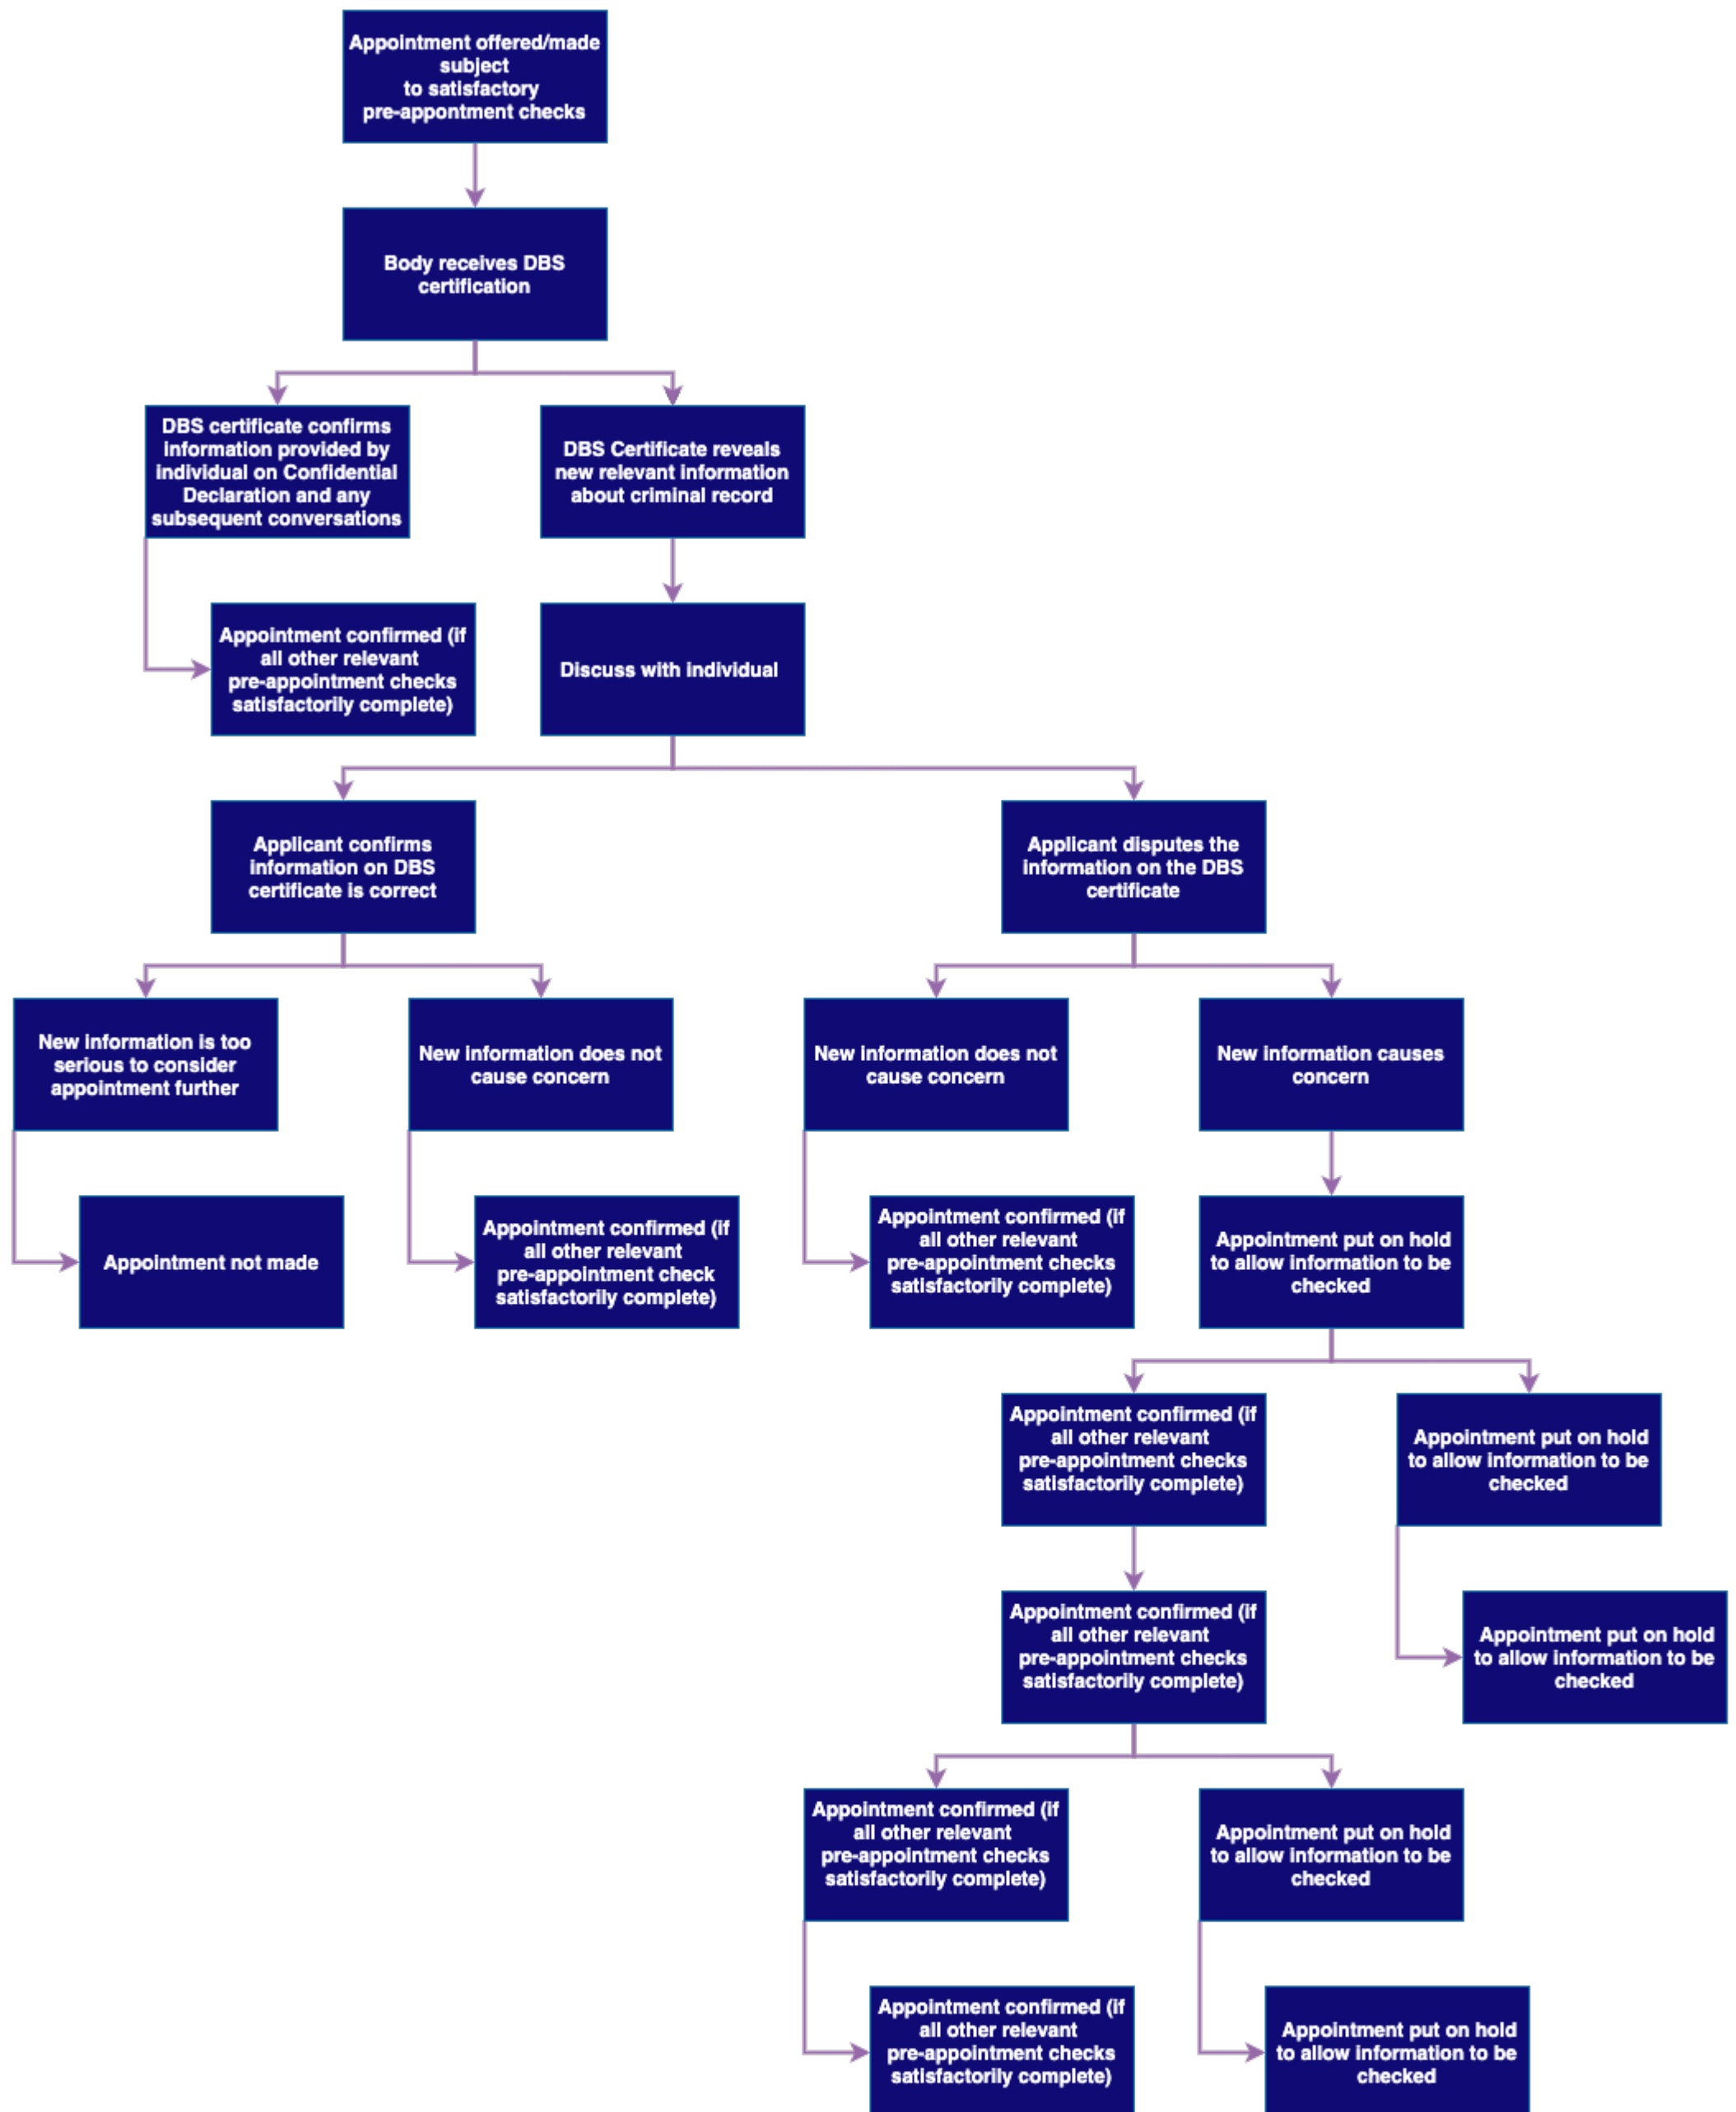 Appointment offered/made
subject
to satisfactory
pre-appontment checks
Body receives DBS
certification
DBS certificate confirms
information provided by
individual on Confidential
Declaration and any
subsequent conversations
DBS Certificate reveals
new relevant information
about criminal record
Appointment confirmed (if
all other relevant
pre-appointment checks
satisfactorily complete)
Discuss with individual
Applicant confirms
information on DBS
certificate is correct
Applicant disputes the
information on the DBS
certificate
New information is too
serious to consider
appointment further
New information does not
cause concern
New information does not
cause concern
New information causes
concern
Appointment not made
Appointment confirmed (if
all other relevant
pre-appointment check
satisfactorily complete)
Appointment confirmed (if
all other relevant
pre-appointment checks
satisfactorily complete)
Appointment put on hold
to allow information to be
checked
Appointment confirmed (if
all other relevant
pre-appointment checks
satisfactorily complete)
Appointment put on hold
to allow information to be
checked
Appointment confirmed (if
all other relevant
pre-appointment checks
satisfactorily complete)
Appointment put on hold
to allow information to be
checked
Appointment confirmed (if
all other relevant
pre-appointment checks
satisfactorily complete)
Appointment put on hold
to allow information to be
checked
Appointment confirmed (if
all other relevant
pre-appointment checks
satisfactorily complete)
Appointment put on hold
to allow information to be
checked